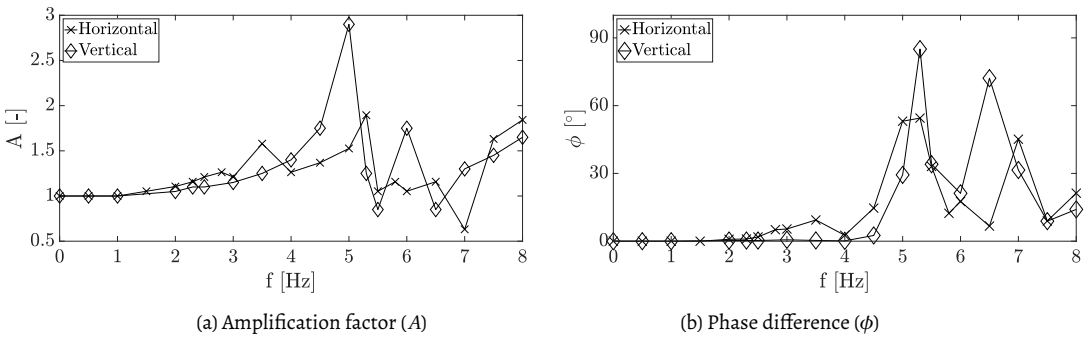 3
2.5
2
1.5
1
0.5
A [-]
Horizontal
Vertical
0 1 2 3 4 5 6 7 8
f [Hz]
(a) Amplification factor (A)
90
60
30
0
ϕ [°]
Horizontal
Vertical
0 1 2 3 4 5 6 7 8
f [Hz]
(b) Phase difference (ϕ)